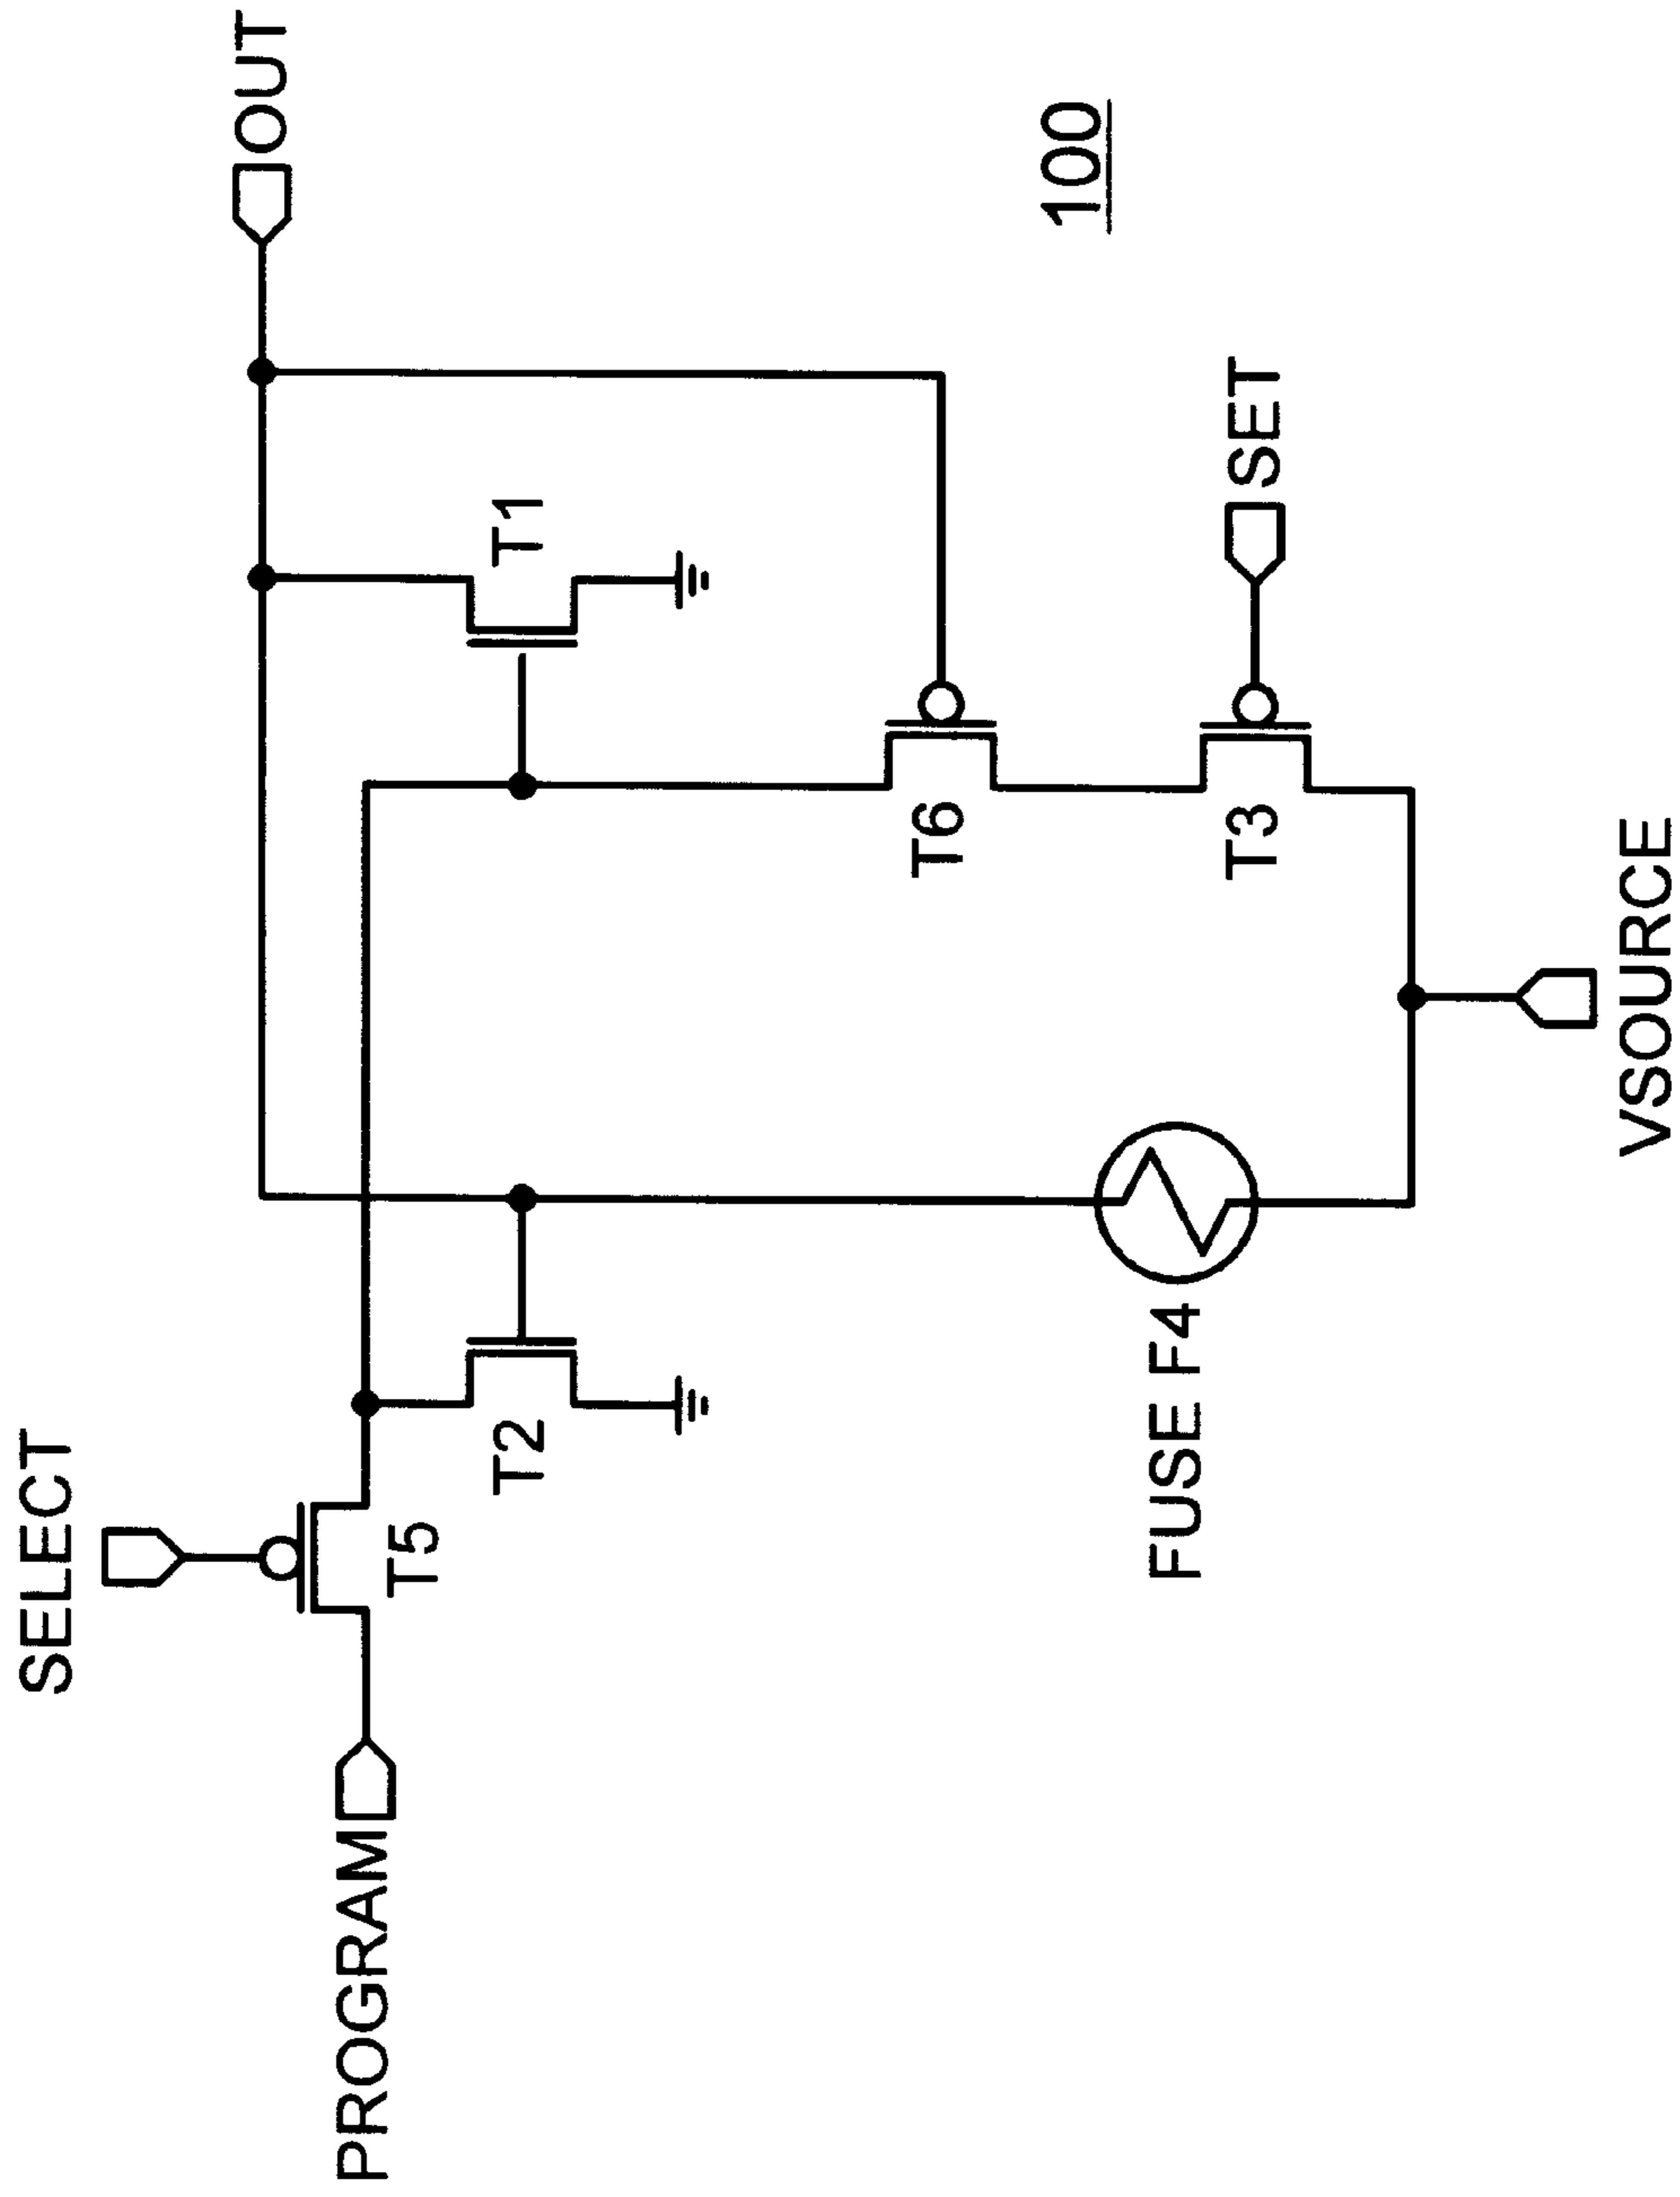 SELECT
PROGRAM
T5
T2
FUSE F4
VSOURCE
T6
T3
T1
SET
OUT
100